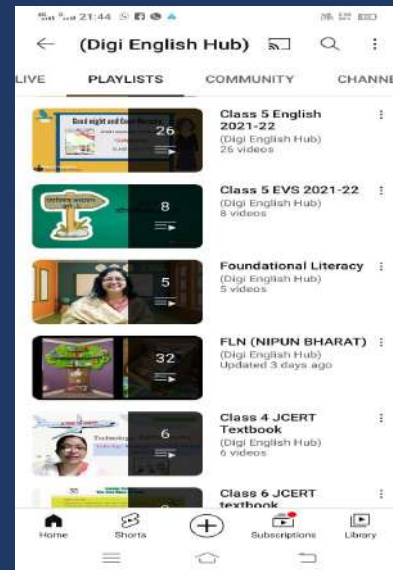 21:44
(Digi English Hub)
LIVE PLAYLISTS COMMUNITY CHANNE
26
Class 5 English
2021-22
(Digi English Hub)
26 videos
8
Class 5 EVS 2021-22
(Digi English Hub)
8 videos
5
Foundational Literacy
(Digi English Hub)
5 videos
32
FLN (NIPUN BHARAT)
(Digi English Hub)
Updated 3 days ago
6
Class 4 JCERT
Textbook
(Digi English Hub)
6 videos
Class 6 JCERT
textbook
Home Shorts Subscriptions Library